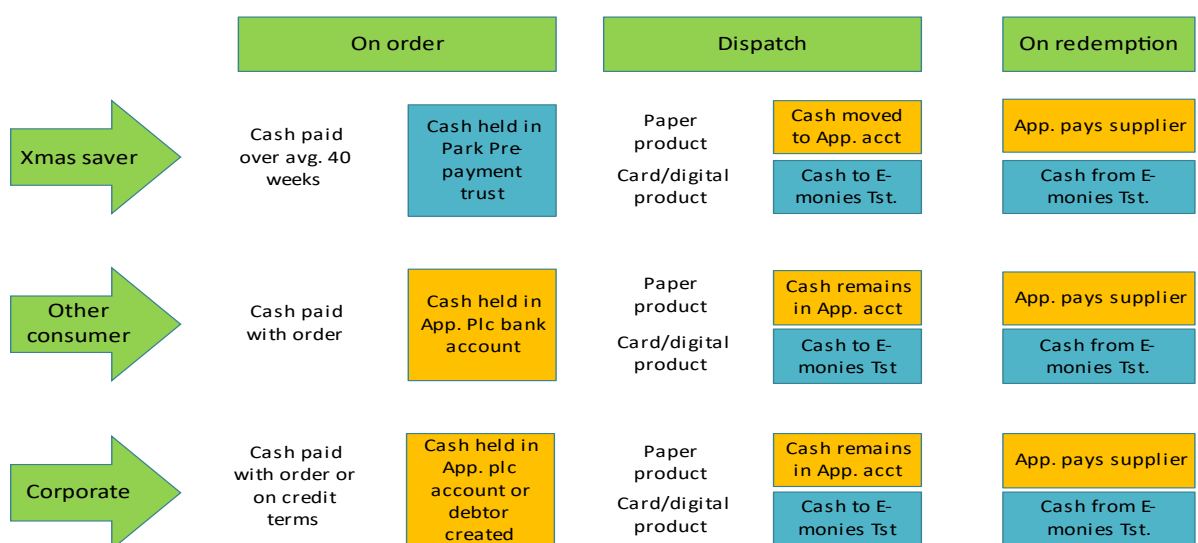 On order
Dispatch
On redemption
Xmas saver
Cash paid
over avg. 40
weeks
Cash held in
Park Pre-
payment
trust
Paper
product
Cash moved
to App. acct
App. pays supplier
Card/digital
product
Cash to E-
monies Tst.
Cash from E-
monies Tst.
Other
consumer
Cash paid
with order
Cash held in
App. Plc bank
account
Paper
product
Cash remains
in App. acct
App. pays supplier
Card/digital
product
Cash to E-
monies Tst
Cash from E-
monies Tst.
Corporate
Cash paid
with order or
on credit
terms
Cash held in
App. plc
account or
debtor
created
Paper
product
Cash remains
in App. acct
App. pays supplier
Card/digital
product
Cash to E-
monies Tst
Cash from E-
monies Tst.